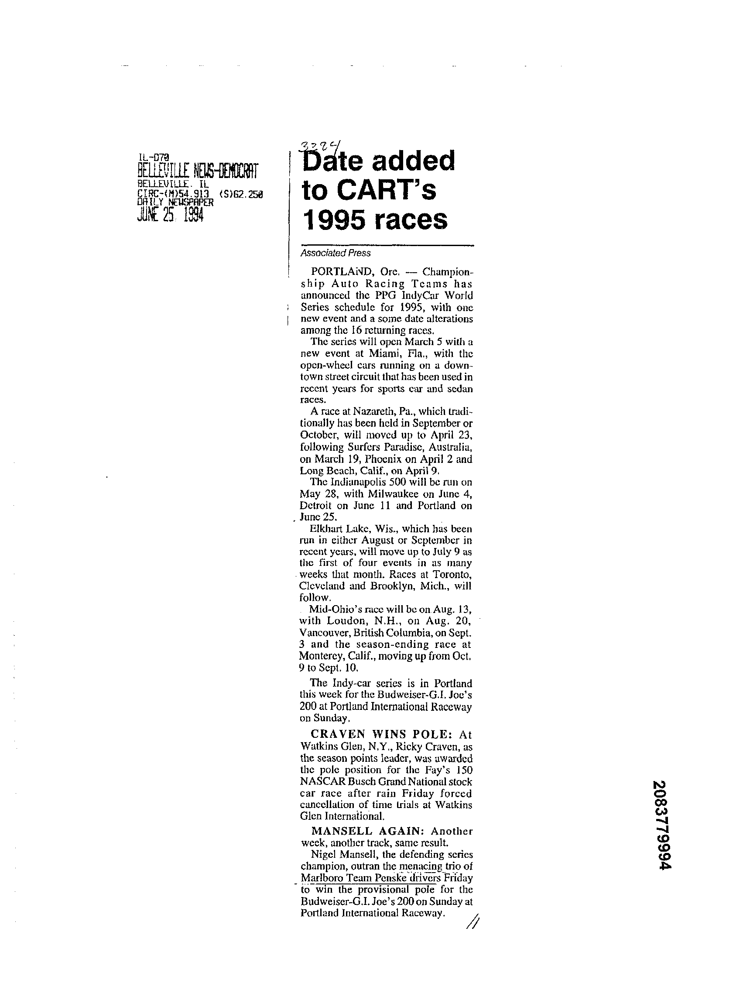 IL-D70
BELLEVILLE NEWS-DEMOCRAT
BELLEVILLE, IL
CIRC-(M)54,913 (S)62,250
DAILY NEWSPAPER
JUNE 25 1994
3224
Date added
to CART's
1995 races
Associated Press
PORTLAND, Ore. — Champion-
ship Auto Racing Teams has
announced the PPG IndyCar World
Series schedule for 1995, with one
new event and a some date alterations
among the 16 returning races.
The series will open March 5 with a
new event at Miami, Fla., with the
open-wheel cars running on a down-
town street circuit that has been used in
recent years for sports car and sedan
races.
A race at Nazareth, Pa., which tradi-
tionally has been held in September or
October, will moved up to April 23,
following Surfers Paradise, Australia,
on March 19, Phoenix on April 2 and
Long Beach, Calif., on April 9.
The Indianapolis 500 will be run on
May 28, with Milwaukee on June 4,
Detroit on June 11 and Portland on
June 25.
Elkhart Lake, Wis., which has been
run in either August or September in
recent years, will move up to July 9 as
the first of four events in as many
weeks that month. Races at Toronto,
Cleveland and Brooklyn, Mich., will
follow.
Mid-Ohio's race will be on Aug. 13,
with Loudon, N.H., on Aug. 20,
Vancouver, British Columbia, on Sept.
3 and the season-ending race at
Monterey, Calif., moving up from Oct.
9 to Sept. 10.
The Indy-car series is in Portland
this week for the Budweiser-G.I. Joe's
200 at Portland International Raceway
on Sunday.
CRAVEN WINS POLE: At
Watkins Glen, N.Y., Ricky Craven, as
the season points leader, was awarded
the pole position for the Fay's 150
NASCAR Busch Grand National stock
car race after rain Friday forced
cancellation of time trials at Watkins
Glen International.
MANSELL AGAIN: Another
week, another track, same result.
Nigel Mansell, the defending series
champion, outran the menacing trio of
Marlboro Team Penske drivers Friday
to win the provisional pole for the
Budweiser-G.I. Joe's 200 on Sunday at
Portland International Raceway.
11
2083779994